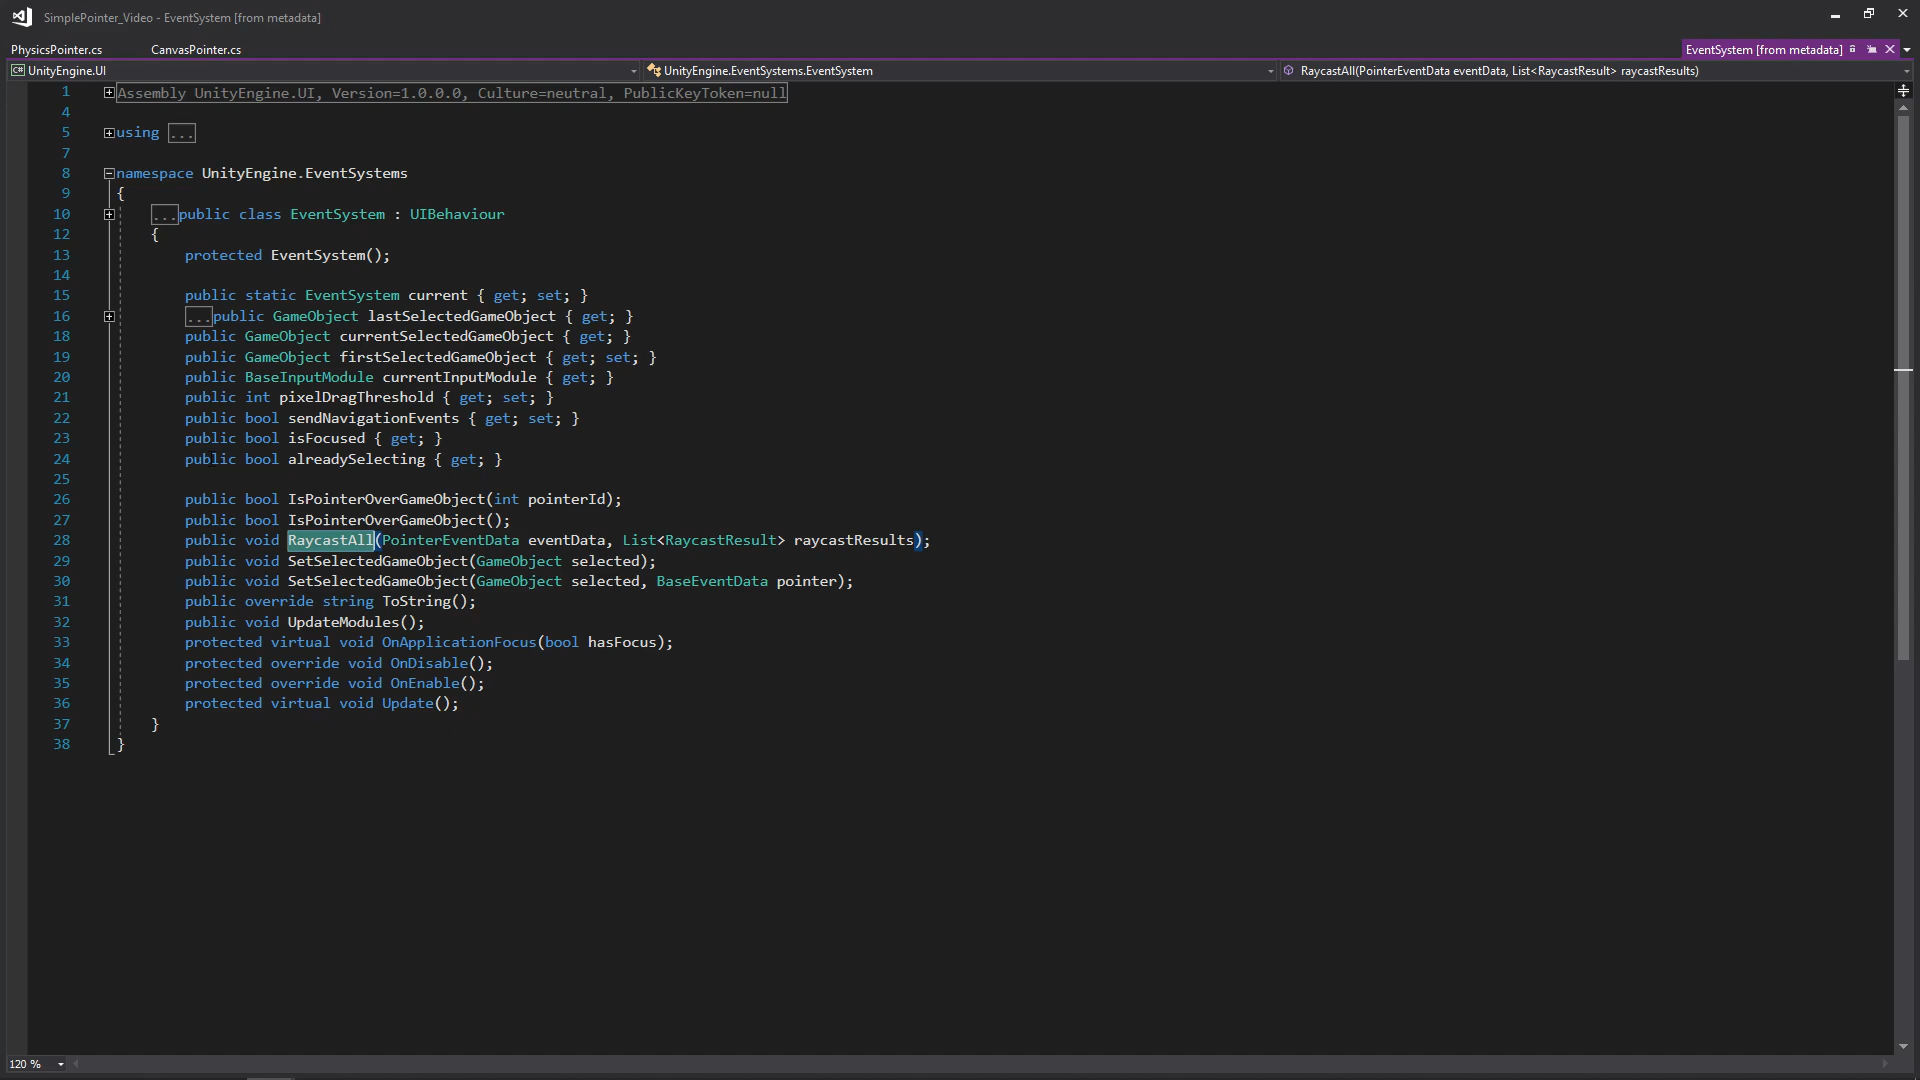 SimplePointer_Video - EventSystem [from metadata]
PhysicsPointer.cs CanvasPointer.cs EventSystem [from metadata]
C# UnityEngine.UI UnityEngine.EventSystems.EventSystem RaycastAll(PointerEventData eventData, List<RaycastResult> raycastResults)
1 Assembly UnityEngine.UI, Version=1.0.0.0, Culture=neutral, PublicKeyToken=null
4
5 using ...
7
8 namespace UnityEngine.EventSystems
9 {
10 ...public class EventSystem : UIBehaviour
12 {
13 protected EventSystem();
14
15 public static EventSystem current { get; set; }
16 ...public GameObject lastSelectedGameObject { get; }
18 public GameObject currentSelectedGameObject { get; }
19 public GameObject firstSelectedGameObject { get; set; }
20 public BaseInputModule currentInputModule { get; }
21 public int pixelDragThreshold { get; set; }
22 public bool sendNavigationEvents { get; set; }
23 public bool isFocused { get; }
24 public bool alreadySelecting { get; }
25
26 public bool IsPointerOverGameObject(int pointerId);
27 public bool IsPointerOverGameObject();
28 public void RaycastAll(PointerEventData eventData, List<RaycastResult> raycastResults);
29 public void SetSelectedGameObject(GameObject selected);
30 public void SetSelectedGameObject(GameObject selected, BaseEventData pointer);
31 public override string ToString();
32 public void UpdateModules();
33 protected virtual void OnApplicationFocus(bool hasFocus);
34 protected override void OnDisable();
35 protected override void OnEnable();
36 protected virtual void Update();
37 }
38 }
120 %